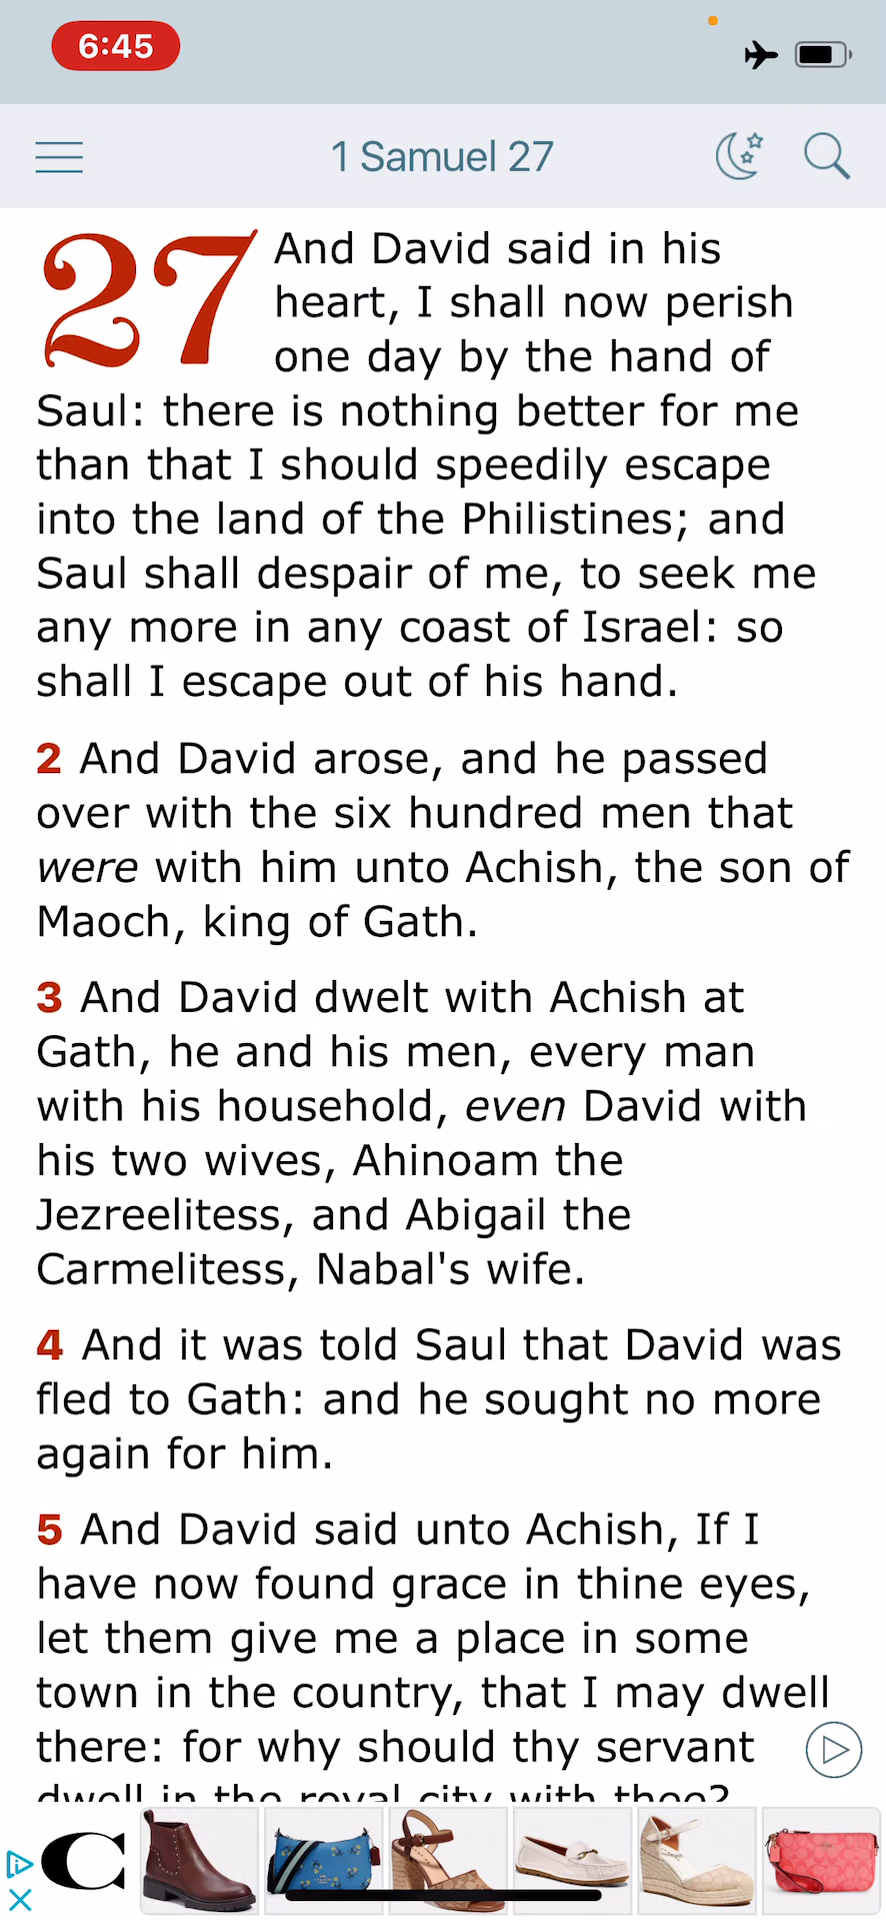 6:45
1 Samuel 27
27 And David said in his
heart, I shall now perish
one day by the hand of
Saul: there is nothing better for me
than that I should speedily escape
into the land of the Philistines; and
Saul shall despair of me, to seek me
any more in any coast of Israel: so
shall I escape out of his hand.
2 And David arose, and he passed
over with the six hundred men that
were with him unto Achish, the son of
Maoch, king of Gath.
3 And David dwelt with Achish at
Gath, he and his men, every man
with his household, even David with
his two wives, Ahinoam the
Jezreelitess, and Abigail the
Carmelitess, Nabal's wife.
4 And it was told Saul that David was
fled to Gath: and he sought no more
again for him.
5 And David said unto Achish, If I
have now found grace in thine eyes,
let them give me a place in some
town in the country, that I may dwell
there: for why should thy servant
dwell in the royal city with thee?
C